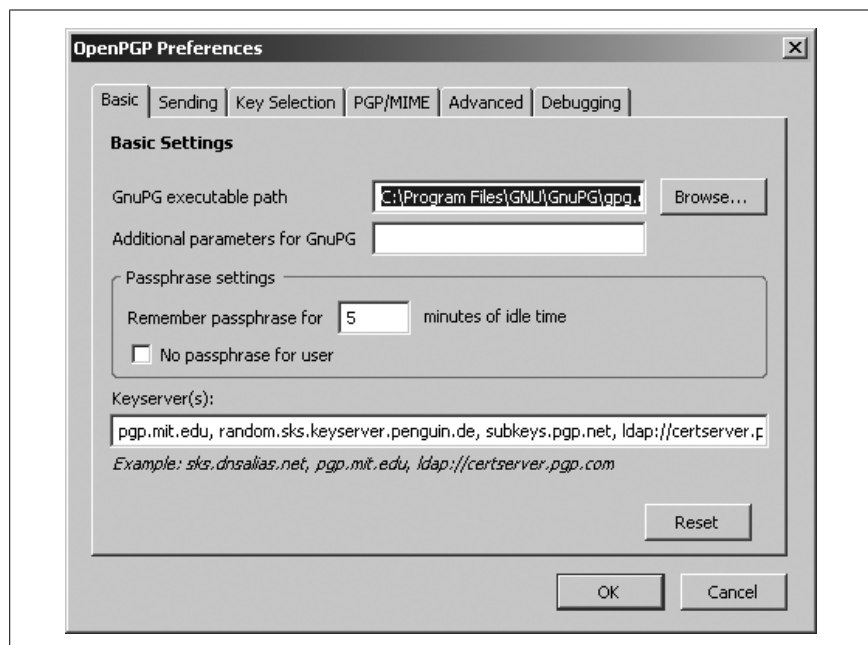 OpenPGP Preferences
Basic Sending Key Selection PGP/MIME Advanced Debugging
Basic Settings
GnuPG executable path C:\Program Files\GNU\GnuPG\gpg. Browse...
Additional parameters for GnuPG
Passphrase settings
Remember passphrase for 5 minutes of idle time
No passphrase for user
Keyserver(s):
pgp.mit.edu, random.sks.keyserver.penguin.de, subkeys.pgp.net, ldap://certserver.p
Example: sks.dnsalias.net, pgp.mit.edu, ldap://certserver.pgp.com
Reset
OK Cancel